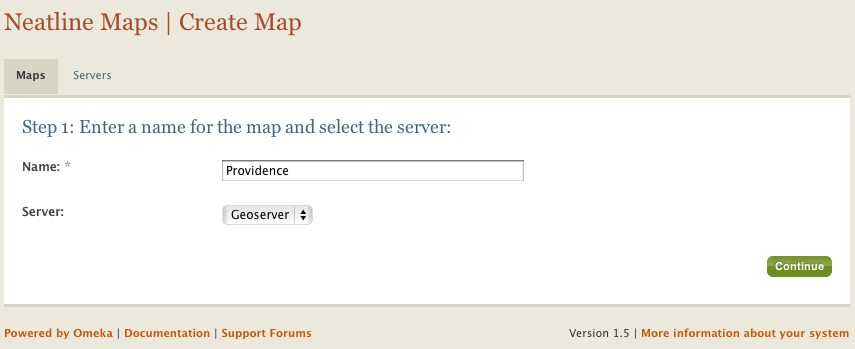 Neatline Maps | Create Map
Maps Servers
Step 1: Enter a name for the map and select the server:
Name: * Providence
Server: Geoserver
Continue
Powered by Omeka | Documentation | Support Forums Version 1.5 | More information about your system